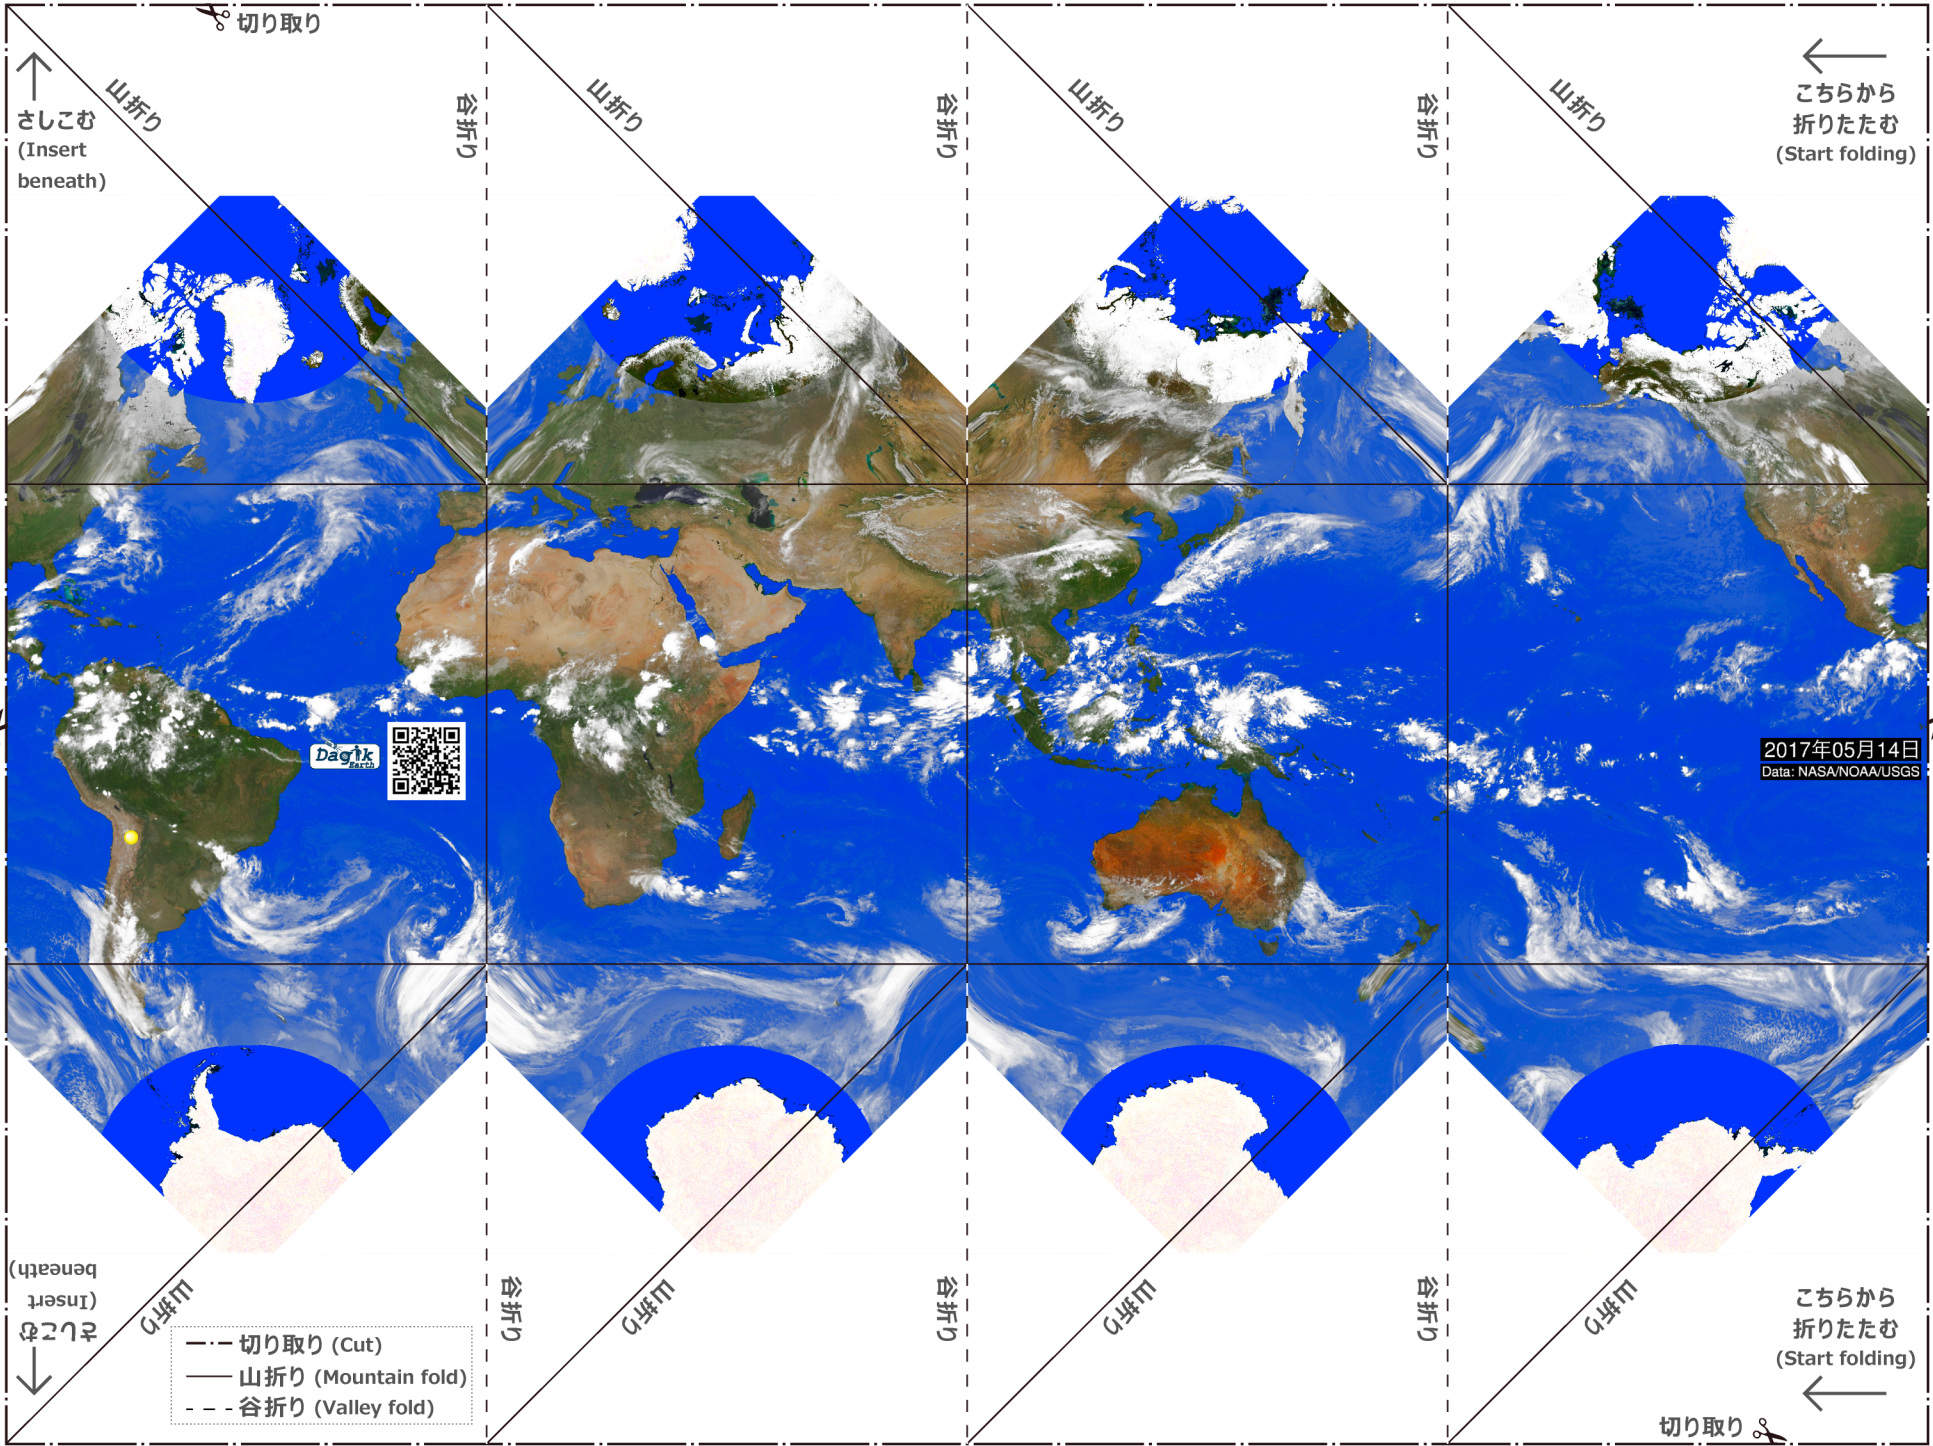 切り取り
さしこむ
(Insert
beneath)
山折り
谷折り
山折り
谷折り
山折り
谷折り
山折り
こちらから
折りたたむ
(Start folding)
Dagik
Earth
2017年05月14日
Data: NASA/NOAA/USGS
さしこむ
(Insert
beneath)
山折り
谷折り
山折り
谷折り
山折り
谷折り
山折り
こちらから
折りたたむ
(Start folding)
切り取り (Cut)
山折り (Mountain fold)
谷折り (Valley fold)
切り取り